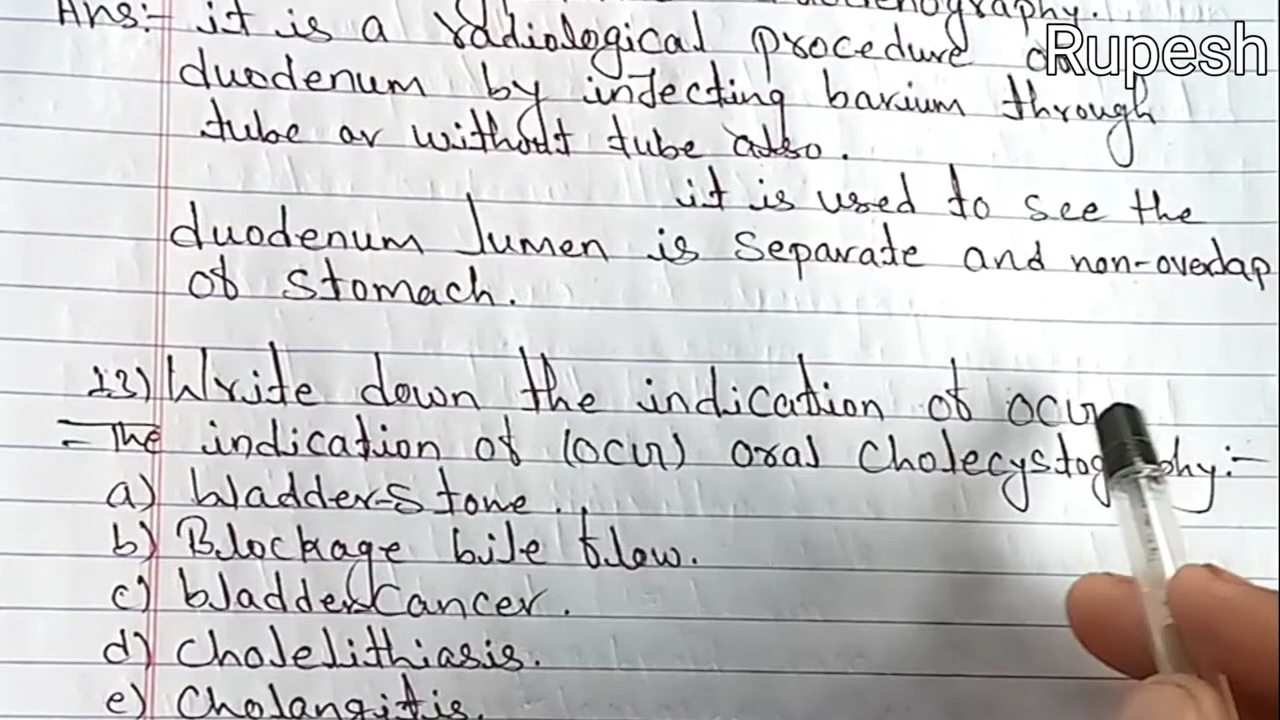 Ans:- it is a radiological procedure of
duodenum by injecting barium through
tube or without tube also.
it is used to see the
duodenum lumen is separate and non-overlap
of stomach.
13) Write down the indication of OCG
= The indication of (OCG) oral cholecystography:-
a) bladder-stone.
b) Blockage bile flow.
c) bladder cancer.
d) cholelithiasis.
e) cholangitis.
Rupesh